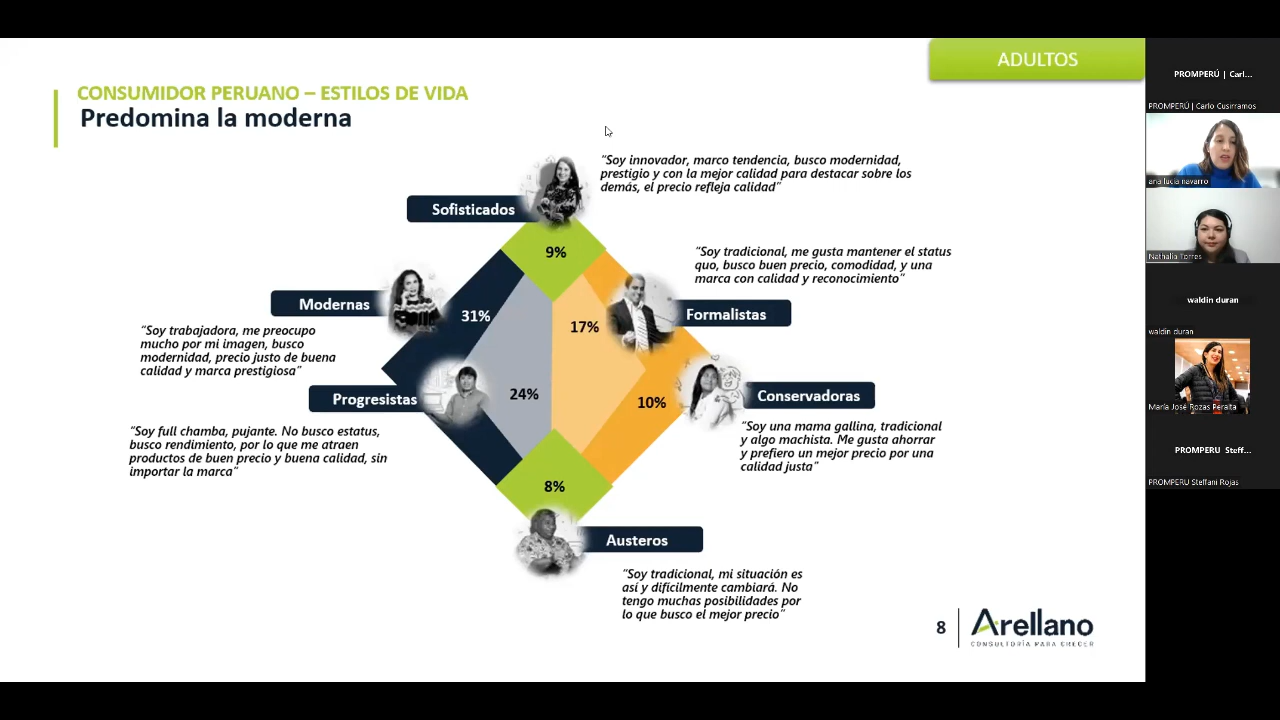 ADULTOS
CONSUMIDOR PERUANO – ESTILOS DE VIDA
Predomina la moderna
"Soy innovador, marco tendencia, busco modernidad,
prestigio y con la mejor calidad para destacar sobre los
demás, el precio refleja calidad"
Sofisticados
9%
"Soy tradicional, me gusta mantener el status
quo, busco buen precio, comodidad, y una
marca con calidad y reconocimiento"
Modernas
31%
17%
Formalistas
"Soy trabajadora, me preocupo
mucho por mi imagen, busco
modernidad, precio justo de buena
calidad y marca prestigiosa"
Progresistas
24%
10%
Conservadoras
"Soy full chamba, pujante. No busco estatus,
busco rendimiento, por lo que me atraen
productos de buen precio y buena calidad, sin
importar la marca"
"Soy una mama gallina, tradicional
y algo machista. Me gusta ahorrar
y prefiero un mejor precio por una
calidad justa"
8%
Austeros
"Soy tradicional, mi situación es
así y difícilmente cambiará. No
tengo muchas posibilidades por
lo que busco el mejor precio"
8
Arellano
CONSULTORÍA PARA CRECER
PROMPERÚ | Carl...
PROMPERÚ | Carlo Cusirramos
ana lucia navarro
Nathalia Torres
waldin duran
waldin duran
María José Rozas Peralta
PROMPERU Steff...
PROMPERU Steffani Rojas